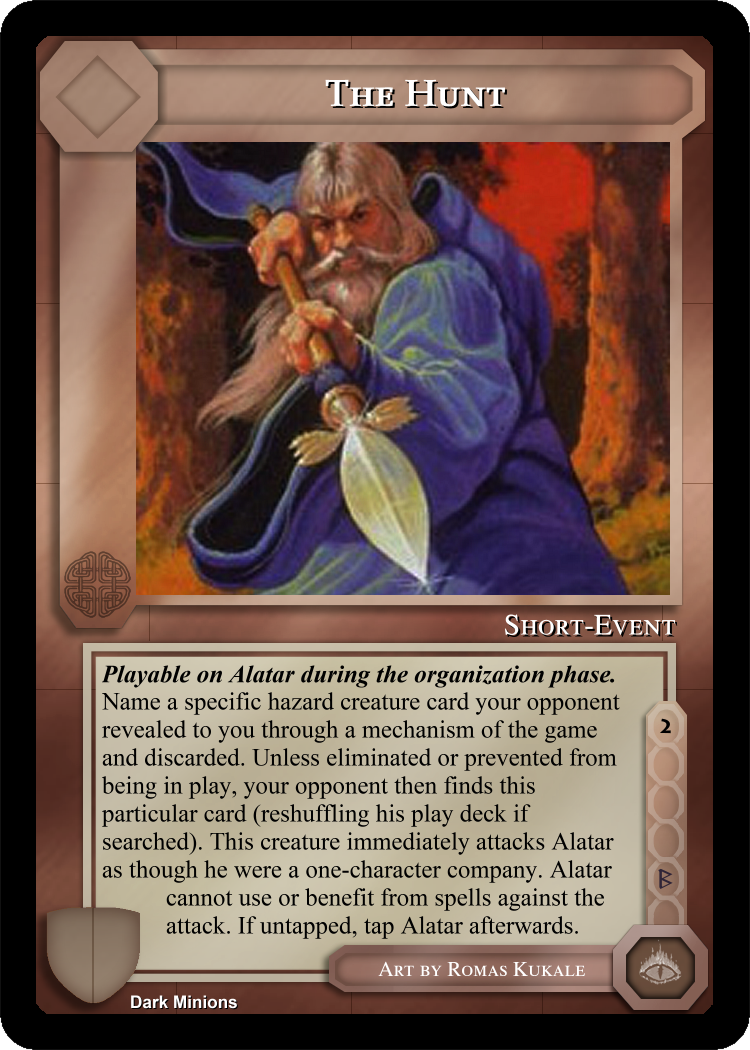 The Hunt
Short-Event
Playable on Alatar during the organization phase.
Name a specific hazard creature card your opponent
revealed to you through a mechanism of the game
and discarded. Unless eliminated or prevented from
being in play, your opponent then finds this
particular card (reshuffling his play deck if
searched). This creature immediately attacks Alatar
as though he were a one-character company. Alatar
cannot use or benefit from spells against the
attack. If untapped, tap Alatar afterwards.
2
Art by Romas Kukale
Dark Minions